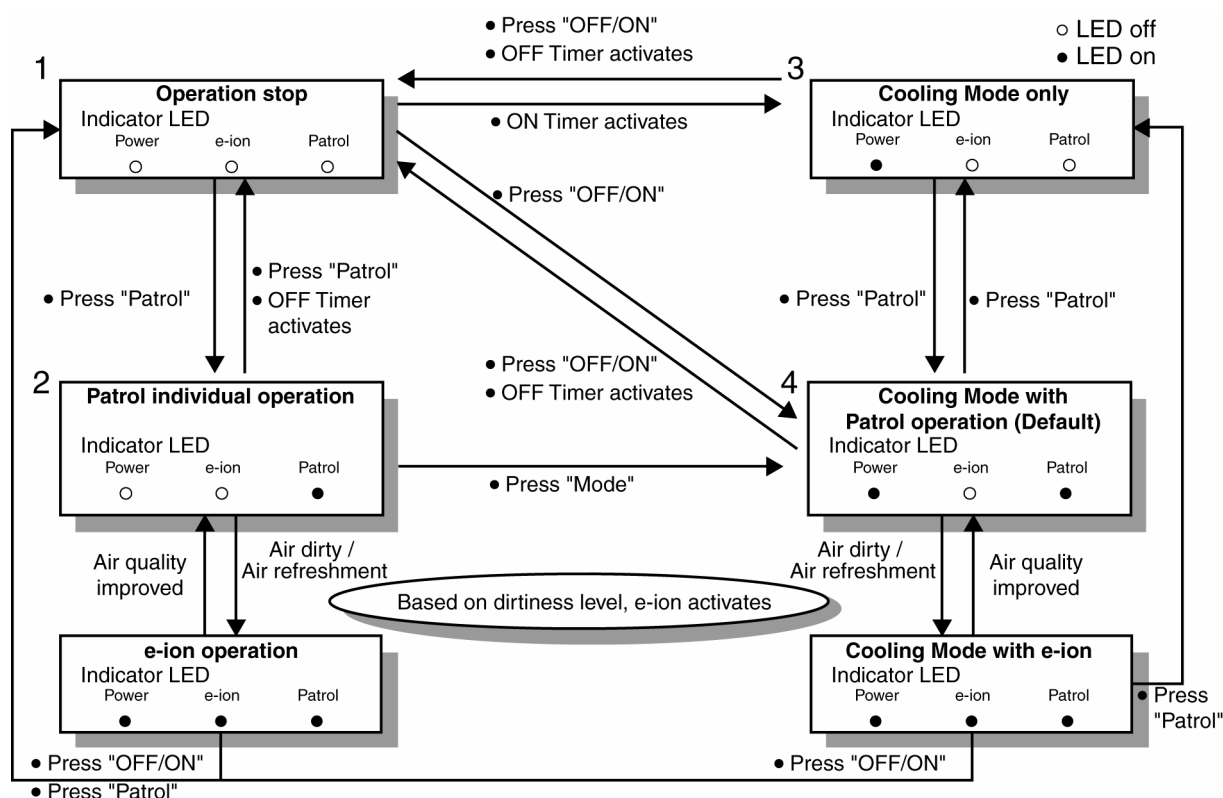 ● Press "OFF/ON"
● OFF Timer activates
○ LED off
● LED on
1
Operation stop
Indicator LED
Power e-ion Patrol
● ON Timer activates
3
Cooling Mode only
Indicator LED
Power e-ion Patrol
● Press "OFF/ON"
● Press "Patrol"
● Press "Patrol"
● OFF Timer
activates
● Press "Patrol"
● Press "Patrol"
● Press "OFF/ON"
● OFF Timer activates
2
Patrol individual operation
Indicator LED
Power e-ion Patrol
● Press "Mode"
4
Cooling Mode with
Patrol operation (Default)
Indicator LED
Power e-ion Patrol
Air quality
improved
Air dirty /
Air refreshment
Based on dirtiness level, e-ion activates
Air dirty /
Air refreshment
Air quality
improved
e-ion operation
Indicator LED
Power e-ion Patrol
● Press "OFF/ON"
● Press "Patrol"
Cooling Mode with e-ion
Indicator LED
Power e-ion Patrol
● Press "OFF/ON"
● Press
"Patrol"